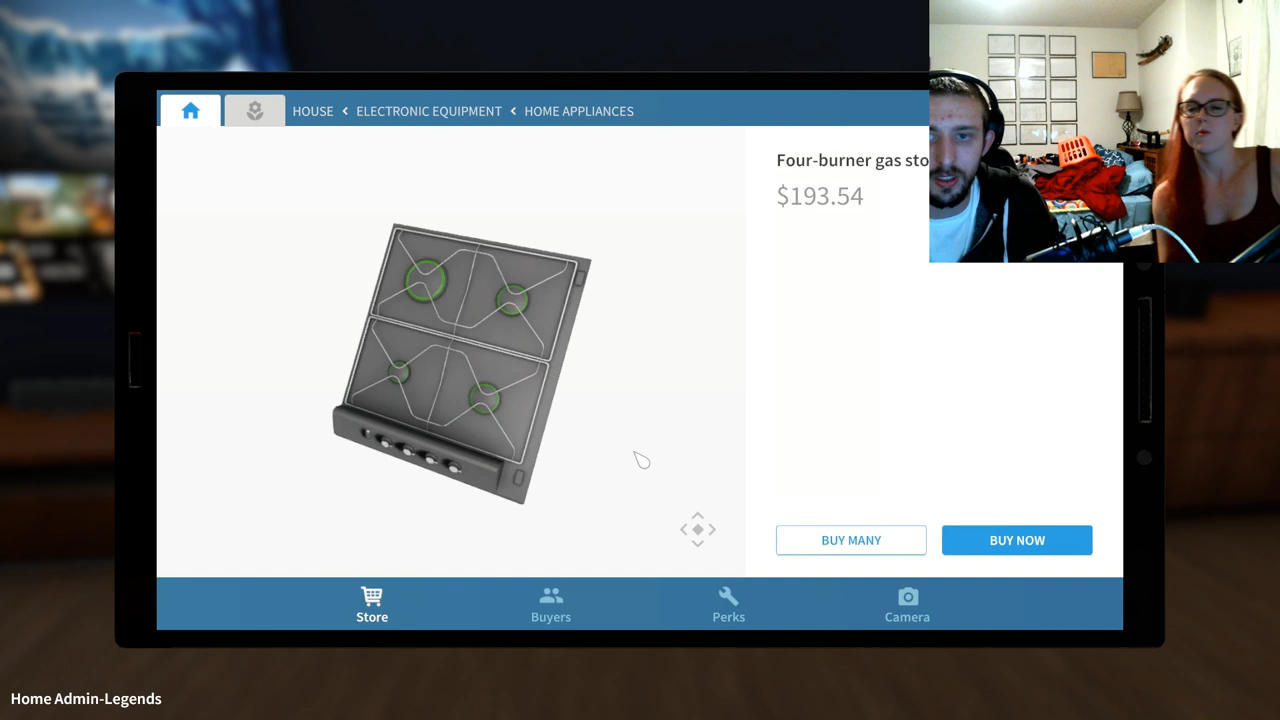 HOUSE < ELECTRONIC EQUIPMENT < HOME APPLIANCES
Four-burner gas sto
$193.54
BUY MANY
BUY NOW
Store
Buyers
Perks
Camera
Home Admin-Legends